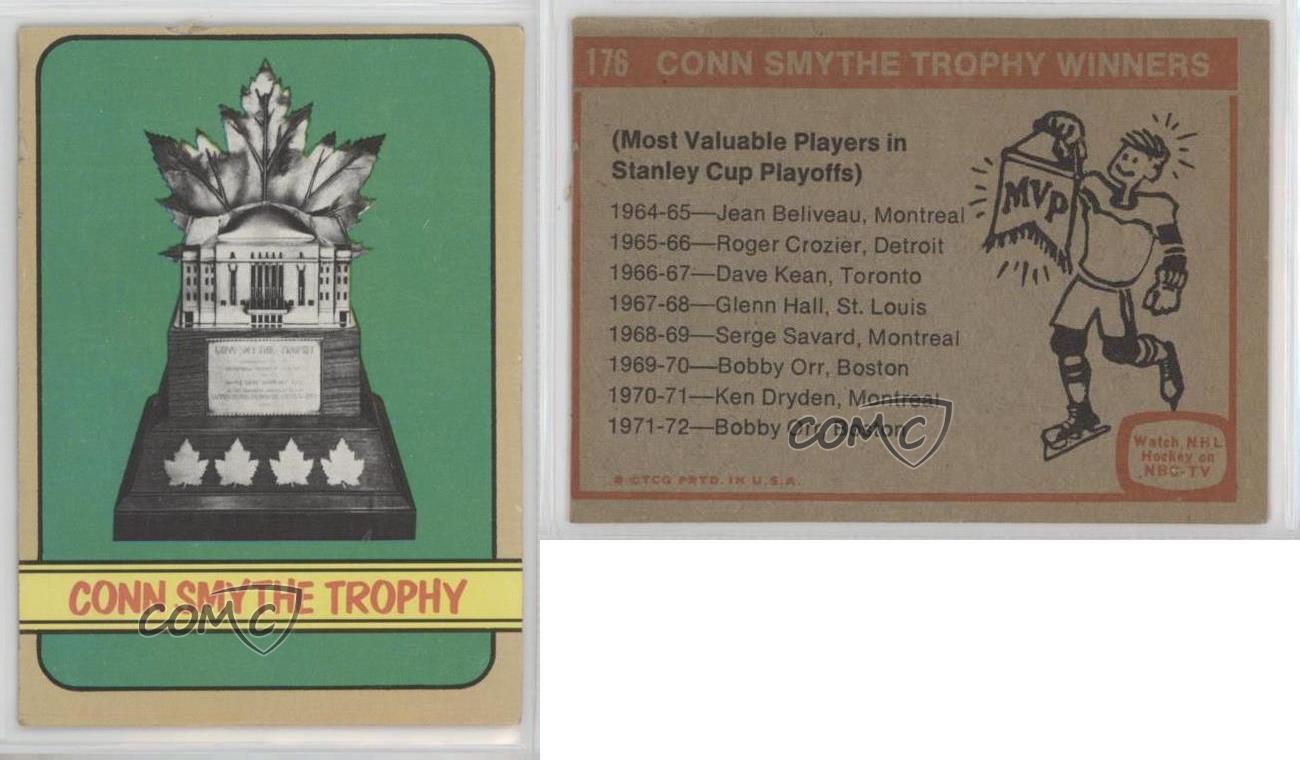 CONN SMYTHE TROPHY
COMC
176 CONN SMYTHE TROPHY WINNERS
(Most Valuable Players in
Stanley Cup Playoffs)
1964-65—Jean Beliveau, Montreal
1965-66—Roger Crozier, Detroit
1966-67—Dave Kean, Toronto
1967-68—Glenn Hall, St. Louis
1968-69—Serge Savard, Montreal
1969-70—Bobby Orr, Boston
1970-71—Ken Dryden, Montreal
1971-72—Bobby Orr, Boston
MVP
COMC
Watch NHL
Hockey on
NBC-TV
© TCG PRTD. IN U.S.A.